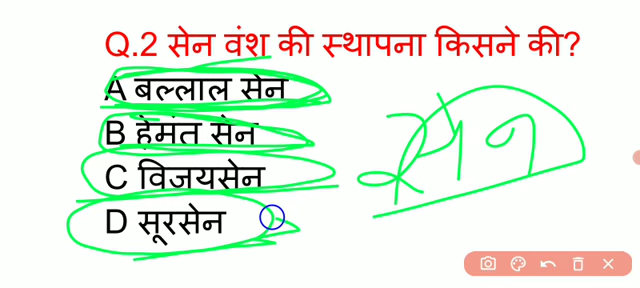 Q.2 सेन वंश की स्थापना किसने की?
A बल्लाल सेन
B हेमंत सेन
C विजयसेन
D सूरसेन
सेन